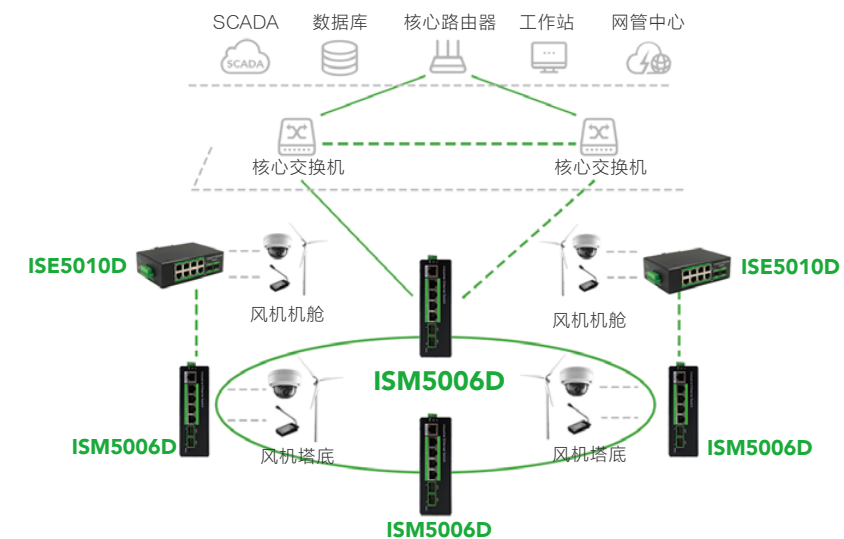 SCADA 数据库 核心路由器 工作站 网管中心
SCADA
核心交换机 核心交换机
ISE5010D
ISE5010D
风机机舱
风机机舱
ISM5006D
ISM5006D
ISM5006D
风机塔底
风机塔底
ISM5006D